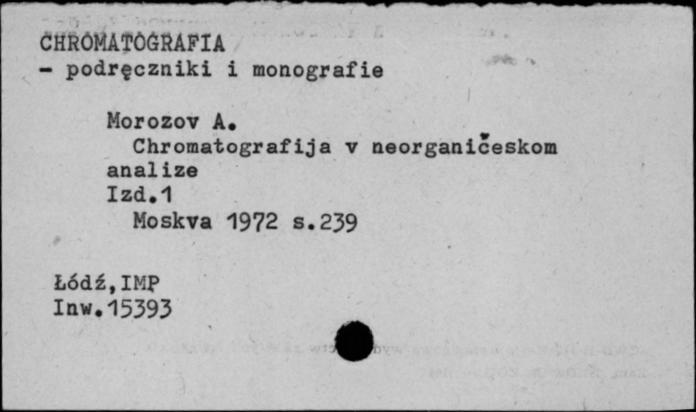 CHROMATOGRAFIA
- podręczniki i monografie
Morozov A.
Chromatografija v neorganičeskom
analize
Izd.1
Moskva 1972 s.239
Łódź,IMP
Inw.15393